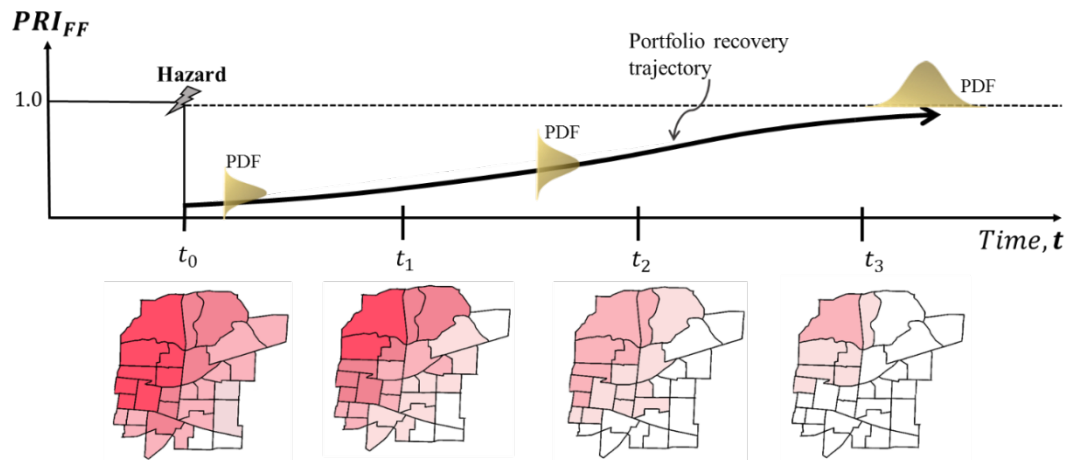 PRI_FF
Portfolio recovery
trajectory
Hazard
PDF
1.0
PDF
PDF
Time, t
t_0
t_1
t_2
t_3